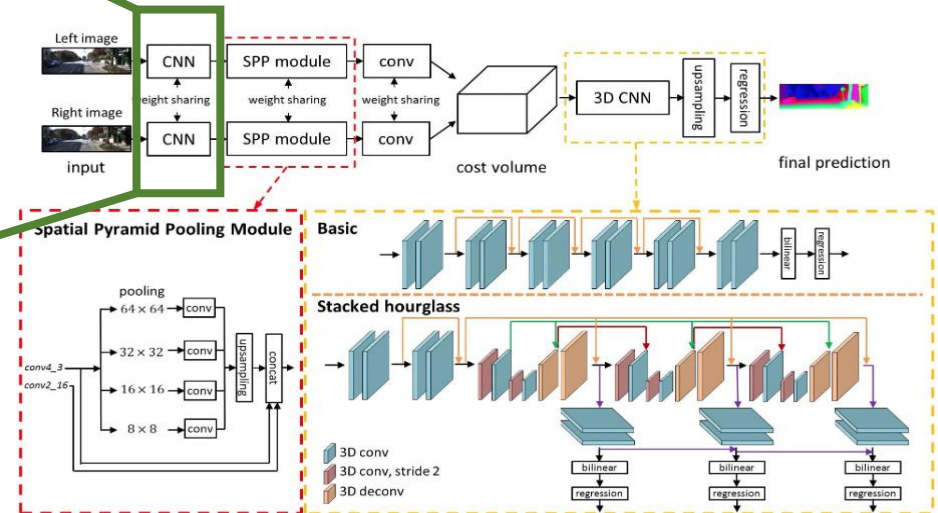 Left image
CNN
SPP module
conv
weight sharing
weight sharing
weight sharing
Right image
CNN
SPP module
conv
input
cost volume
3D CNN
upsampling
regression
final prediction
Spatial Pyramid Pooling Module
pooling
64 × 64
conv
32 × 32
conv
16 × 16
conv
8 × 8
conv
conv4_3
conv2_16
upsampling
concat
Basic
bilinear
regression
Stacked hourglass
3D conv
3D conv, stride 2
3D deconv
bilinear
regression
bilinear
regression
bilinear
regression